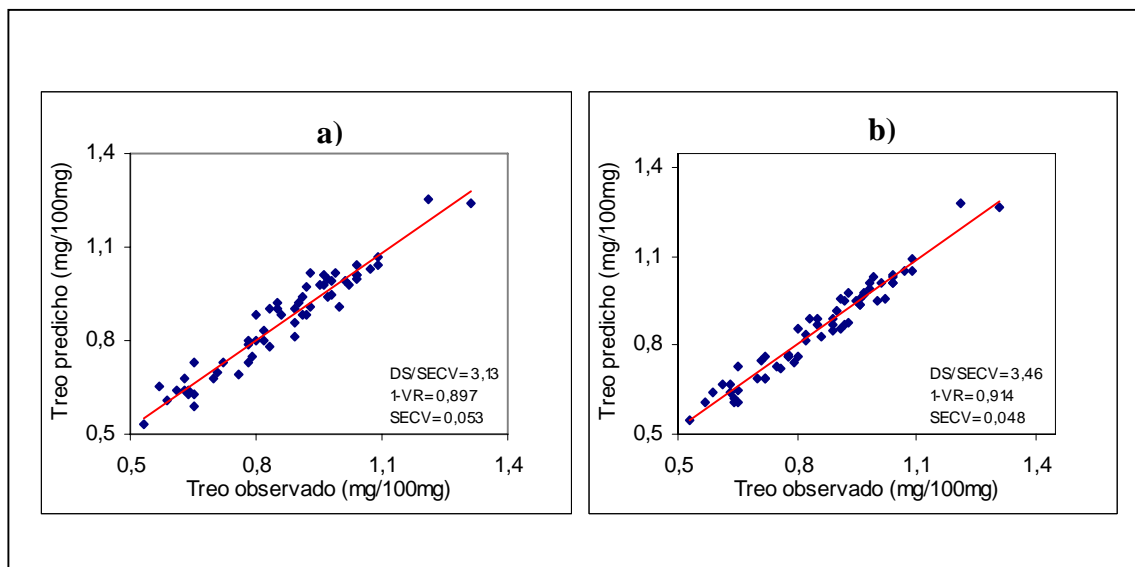 a)
Treo predicho (mg/100mg)
1,4
1,1
0,8
0,5
DS/SECV= 3,13
1-VR= 0,897
SECV= 0,053
0,5 0,8 1,1 1,4
Treo observado (mg/100mg)
b)
Treo predicho (mg/100mg)
1,4
1,1
0,8
0,5
DS/SECV= 3,46
1-VR= 0,914
SECV= 0,048
0,5 0,8 1,1 1,4
Treo observado (mg/100mg)